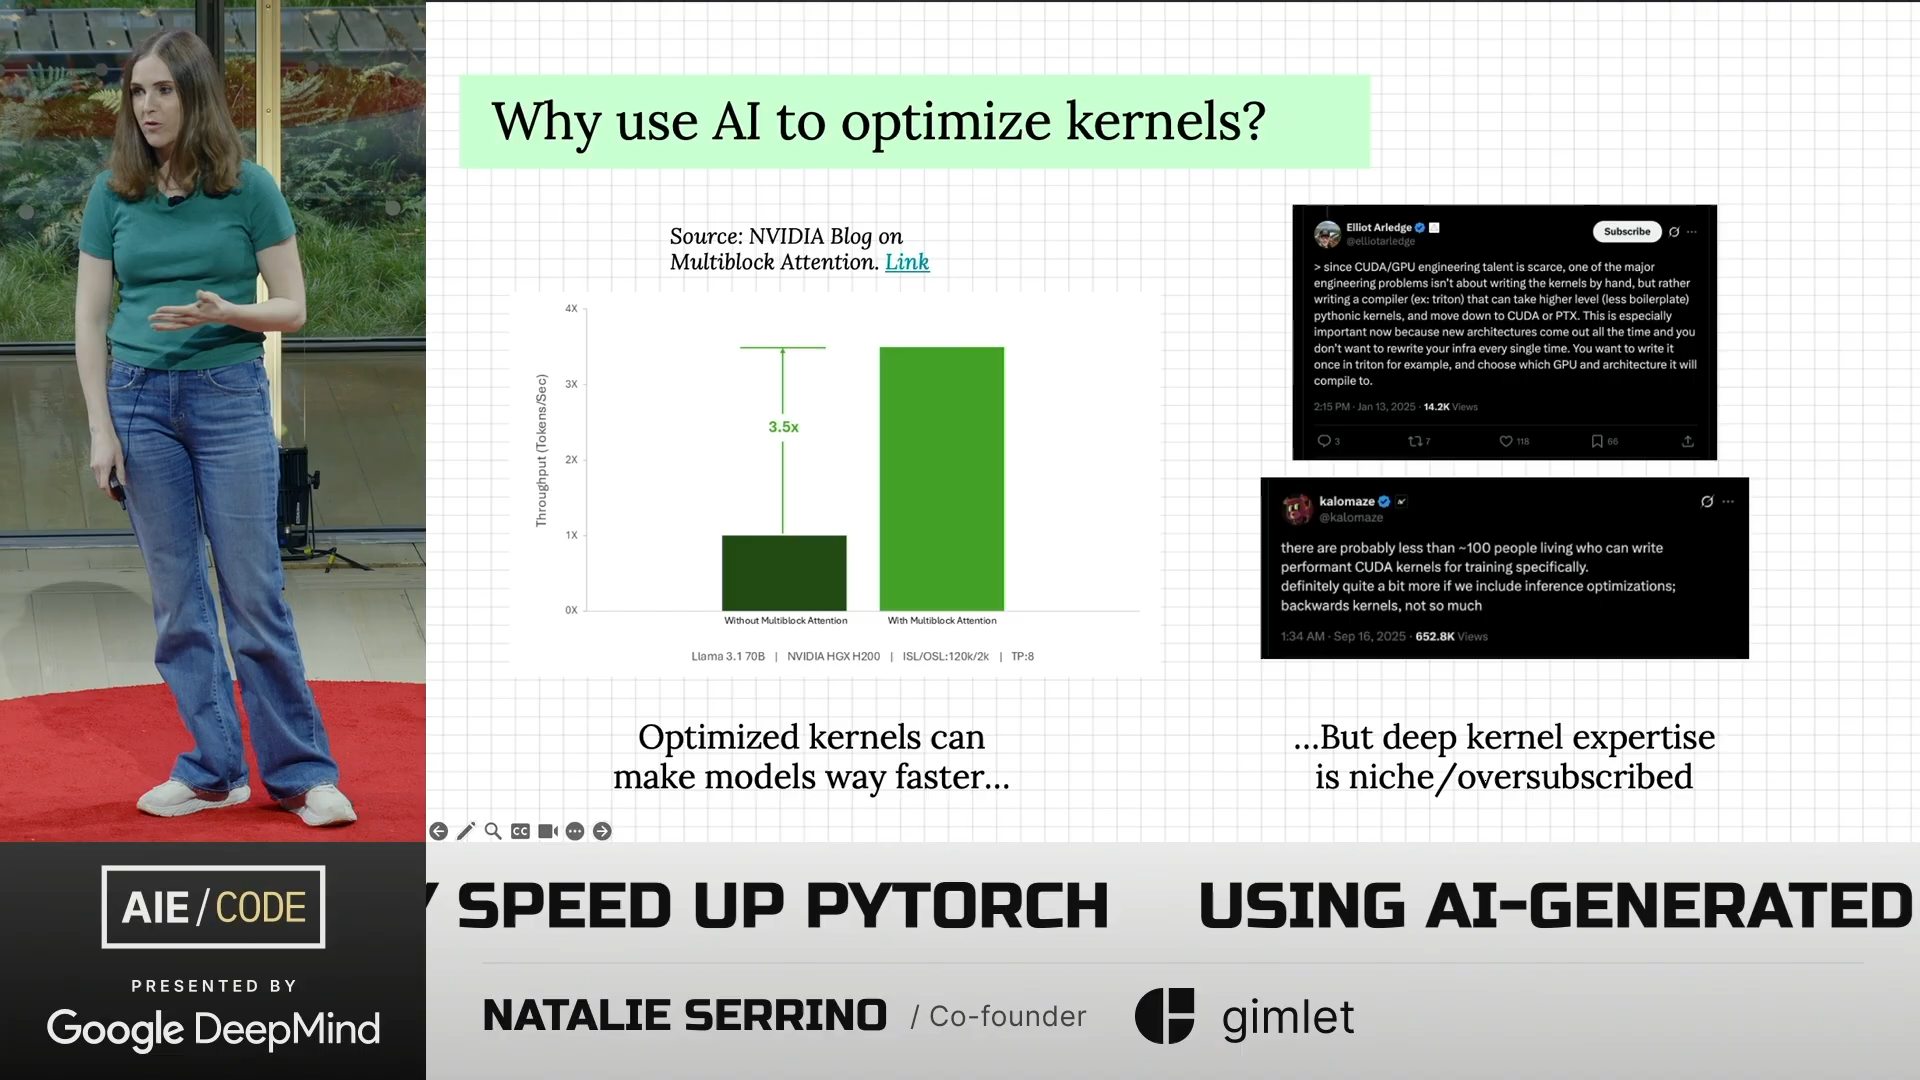 Why use AI to optimize kernels?
Source: NVIDIA Blog on
Multiblock Attention. Link
4X
3X
2X
1X
0X
Throughput (Tokens/Sec)
3.5x
Without Multiblock Attention
With Multiblock Attention
Llama 3.1 70B | NVIDIA HGX H200 | ISL/OSL:120k/2k | TP:8
Optimized kernels can
make models way faster...
Elliot Arledge
@elliotarledge
Subscribe
> since CUDA/GPU engineering talent is scarce, one of the major
engineering problems isn't about writing the kernels by hand, but rather
writing a compiler (ex: triton) that can take higher level (less boilerplate)
pythonic kernels, and move down to CUDA or PTX. This is especially
important now because new architectures come out all the time and you
don't want to rewrite your infra every single time. You want to write it
once in triton for example, and choose which GPU and architecture it will
compile to.
2:15 PM · Jan 13, 2025 · 14.2K Views
3
7
118
66
kalomaze
@kalomaze
there are probably less than ~100 people living who can write
performant CUDA kernels for training specifically.
definitely quite a bit more if we include inference optimizations;
backwards kernels, not so much
1:34 AM · Sep 16, 2025 · 652.8K Views
...But deep kernel expertise
is niche/oversubscribed
CC
AIE/CODE
PRESENTED BY
Google DeepMind
SPEED UP PYTORCH USING AI-GENERATED
NATALIE SERRINO / Co-founder
gimlet